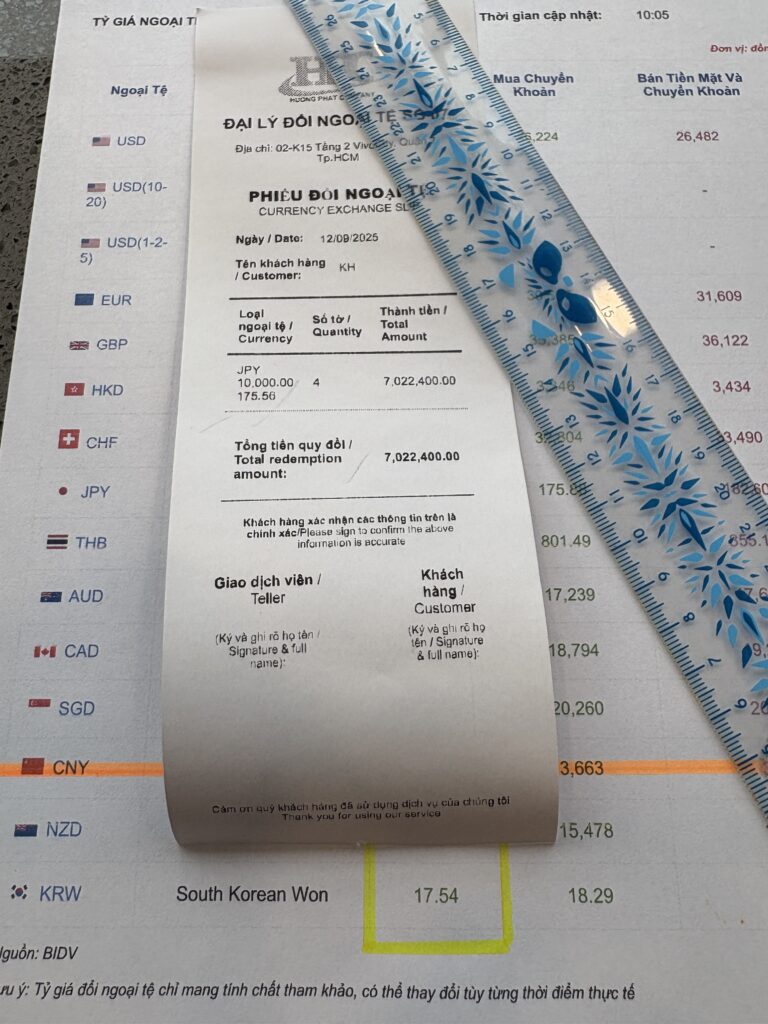 TỶ GIÁ NGOẠI T
Thời gian cập nhật: 10:05
Đơn vị: đồn
Ngoại Tệ
Mua Chuyển Khoản
Bán Tiền Mặt Và Chuyển Khoản
USD 6,224 26,482
USD(10-20) -
USD(1-2-5) -
EUR 31,609
GBP 36,122
HKD 3,434
CHF 3,490
JPY
THB 801.49
AUD 17,239
CAD 18,794
SGD 20,260
CNY 3,663
NZD 15,478
KRW South Korean Won 17.54 18.29
Nguồn: BIDV
ưu ý: Tỷ giá đổi ngoại tệ chỉ mang tính chất tham khảo, có thể thay đổi tùy từng thời điểm thực tế
HUONG PHAT COMPANY
ĐẠI LÝ ĐỔI NGOẠI TỆ SỐ 07
Địa chỉ: 02-K15 Tầng 2 Quận
Tp.HCM
PHIẾU ĐỔI NGOẠI TỆ
CURRENCY EXCHANGE SLIP
Ngày / Date: 12/09/2025
Tên khách hàng
/ Customer: KH
Loại ngoại tệ / Currency
Số tờ / Quantity
Thành tiền / Total Amount
JPY
10,000.00 4 7,022,400.00
175.56
Tổng tiền quy đổi /
Total redemption 7,022,400.00
amount:
Khách hàng xác nhận các thông tin trên là
chính xác/Please sign to confirm the above
information is accurate
Giao dịch viên /
Teller
(Ký và ghi rõ họ tên /
Signature & full
name):
Khách
hàng /
Customer
(Ký và ghi rõ họ
tên / Signature
& full name):
Cảm ơn quý khách hàng đã sử dụng dịch vụ của chúng tôi
Thank you for using our service